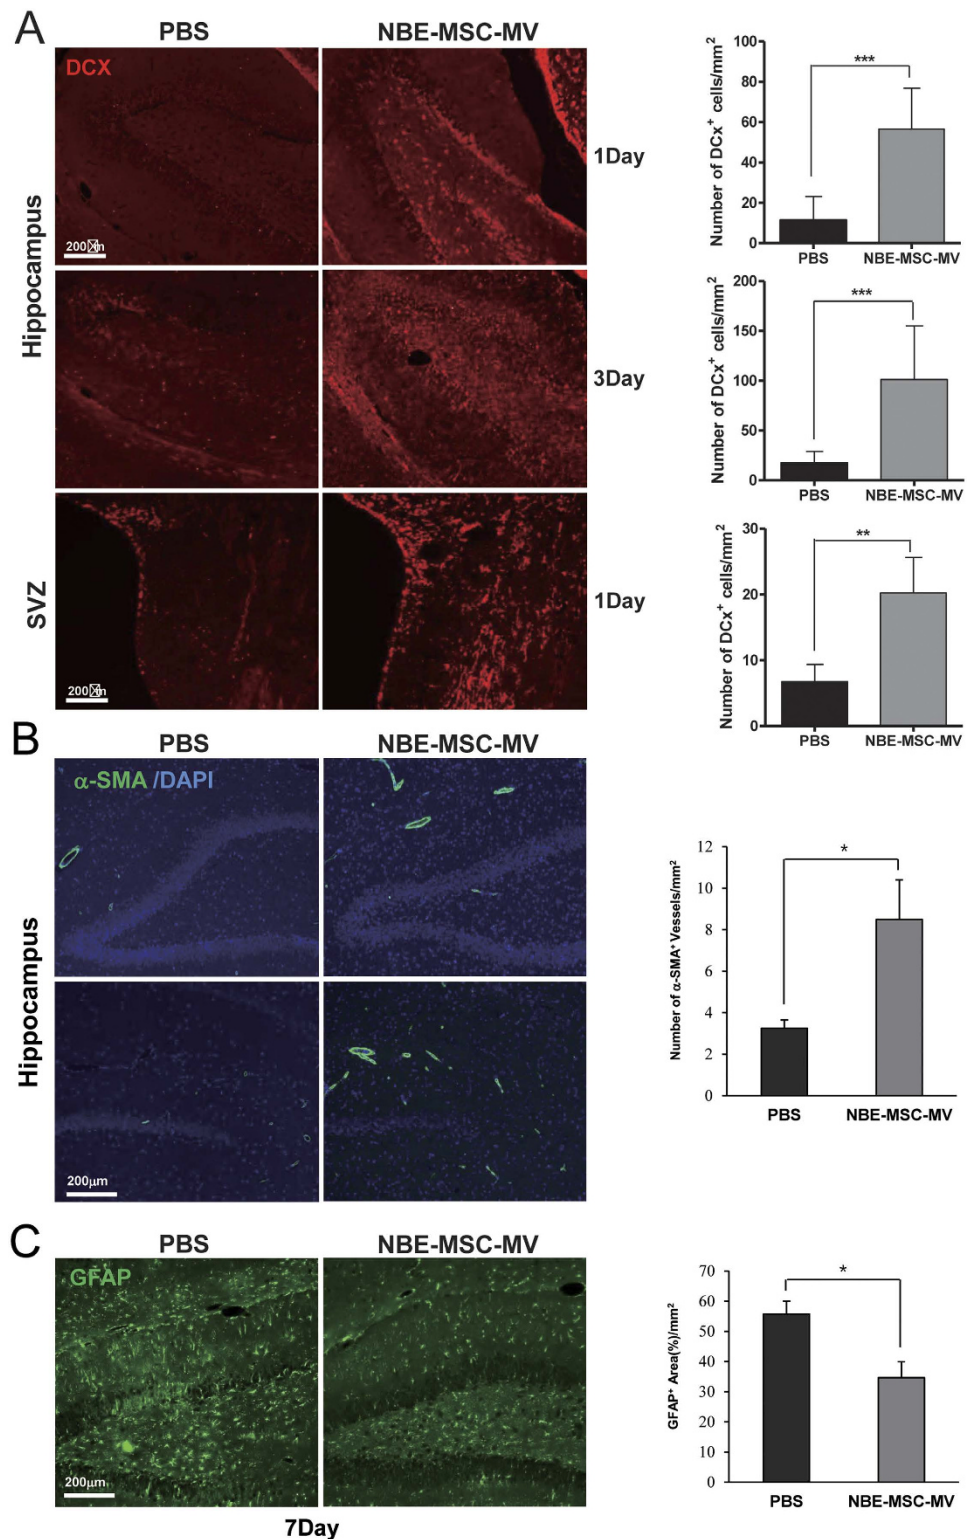 A
PBS
NBE-MSC-MV
DCX
Hippocampus
200 m
1Day
3Day
SVZ
200 m
1Day
Number of DCx⁺ cells/mm²
100
80
60
40
20
0
***
PBS
NBE-MSC-MV
Number of DCx⁺ cells/mm²
200
150
100
50
0
***
PBS
NBE-MSC-MV
Number of DCx⁺ cells/mm²
30
20
10
0
**
PBS
NBE-MSC-MV
B
PBS
NBE-MSC-MV
α-SMA /DAPI
Hippocampus
200μm
Number of α-SMA⁺ Vessels/mm²
12
10
8
6
4
2
0
*
PBS
NBE-MSC-MV
C
PBS
NBE-MSC-MV
GFAP
200μm
7Day
GFAP⁺ Area(%)/mm²
70
60
50
40
30
20
10
0
*
PBS
NBE-MSC-MV